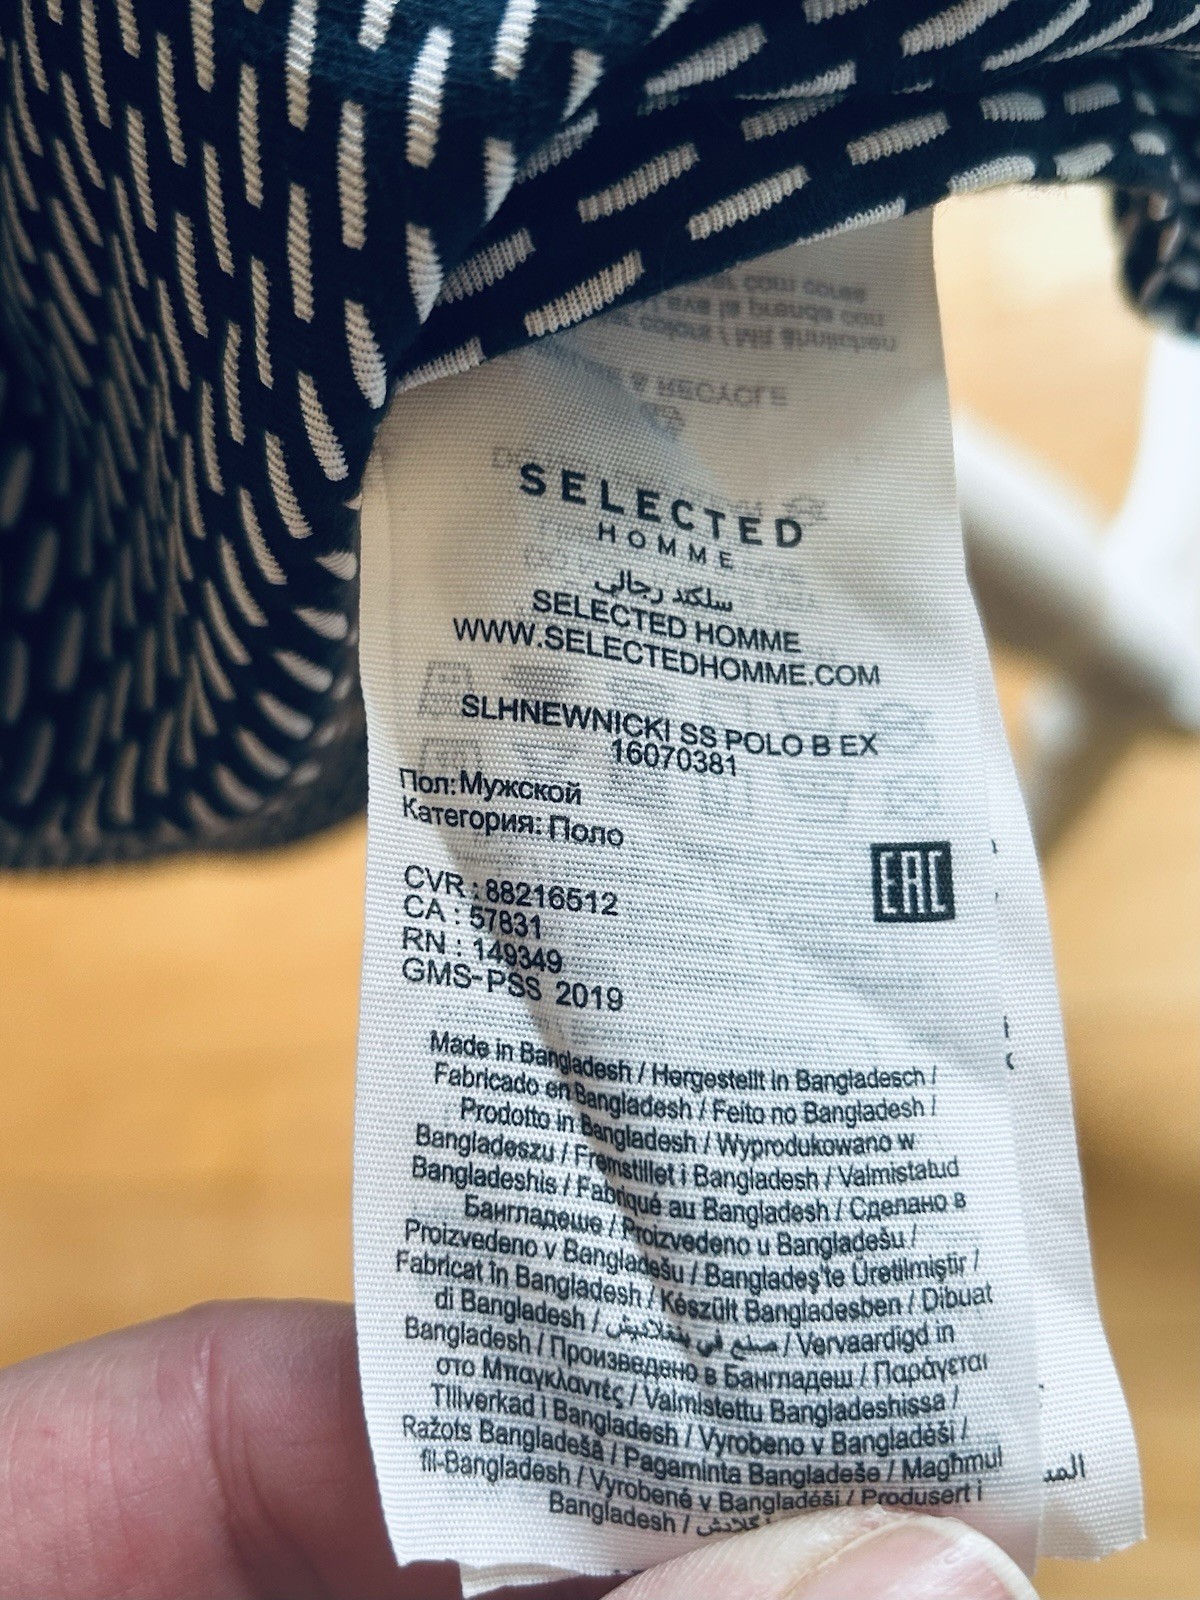 & RECYCLE
SELECTED
HOMME
سلكتد رجالي
SELECTED HOMME
WWW.SELECTEDHOMME.COM
SLHNEWNICKI SS POLO B EX
16070381
Пол: Мужской
Категория: Поло
EAC
CVR : 88216512
CA : 57831
RN : 149349
GMS-PSS 2019
Made in Bangladesh / Hergestellt in Bangladesch /
Fabricado en Bangladesh / Feito no Bangladesh /
Prodotto in Bangladesh / Wyprodukowano w
Bangladeszu / Fremstillet i Bangladesh / Valmistatud
Bangladeshis / Fabriqué au Bangladesh / Сделано в
Бангладеше / Proizvedeno u Bangladešu /
Proizvedeno v Bangladešu / Bangladeş'te Üretilmiştir /
Fabricat în Bangladesh / Készült Bangladesben / Dibuat
di Bangladesh / صنع في بنغلاديش / Vervaardigd in
Bangladesh / Произведено в Бангладеш / Παράγεται
στο Μπαγκλαντές / Valmistettu Bangladeshissa /
Tillverkad i Bangladesh / Vyrobeno v Bangladéši /
Ražots Bangladešā / Pagaminta Bangladeše / Magħmul
fil-Bangladesh / Vyrobené v Bangladéši / Produsert i
Bangladesh /